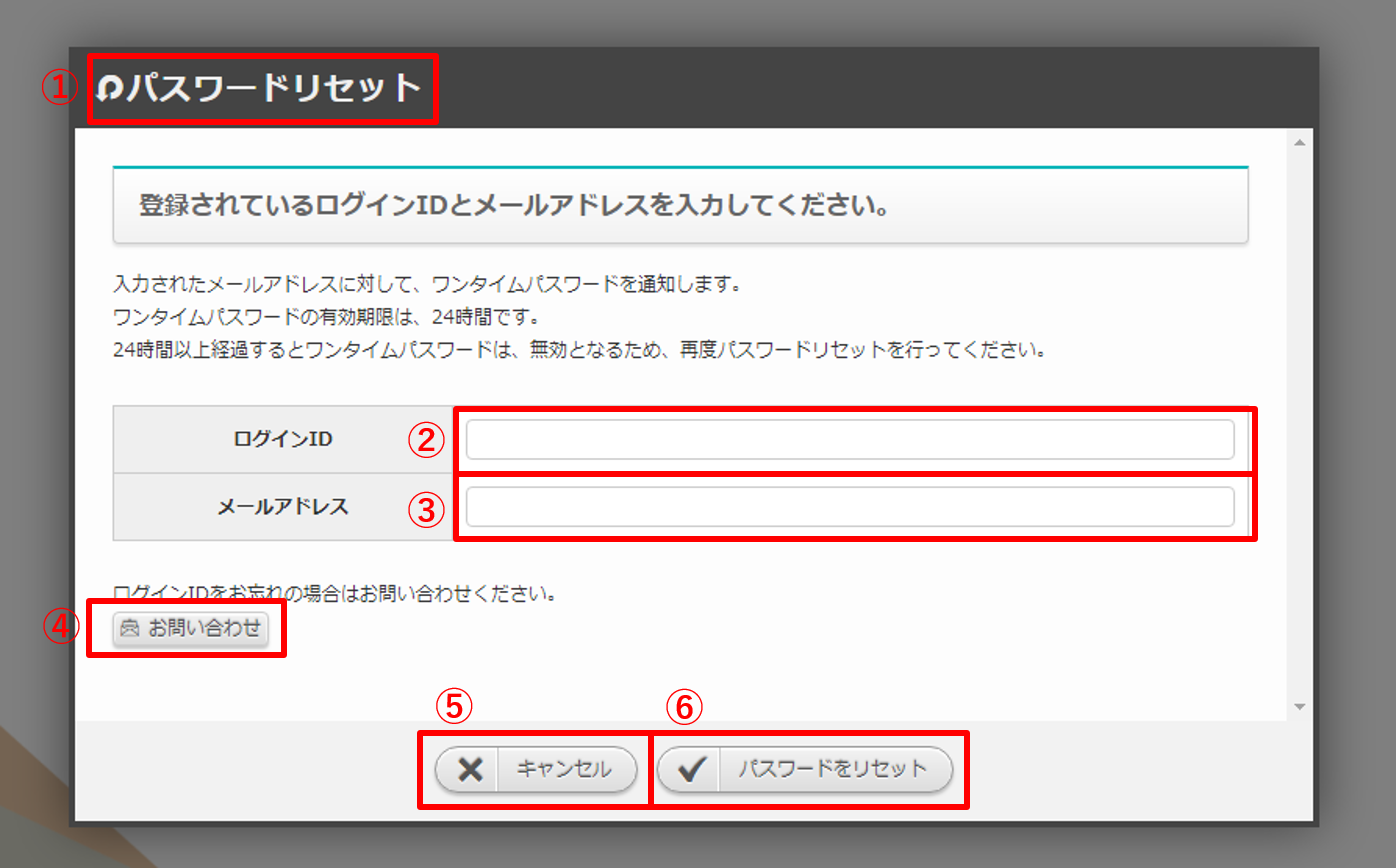 ① パスワードリセット
登録されているログインIDとメールアドレスを入力してください。
入力されたメールアドレスに対して、ワンタイムパスワードを通知します。
ワンタイムパスワードの有効期限は、24時間です。
24時間以上経過するとワンタイムパスワードは、無効となるため、再度パスワードリセットを行ってください。
ログインID ②
メールアドレス ③
ログインIDをお忘れの場合はお問い合わせください。
④ お問い合わせ
⑤ ⑥
キャンセル パスワードをリセット